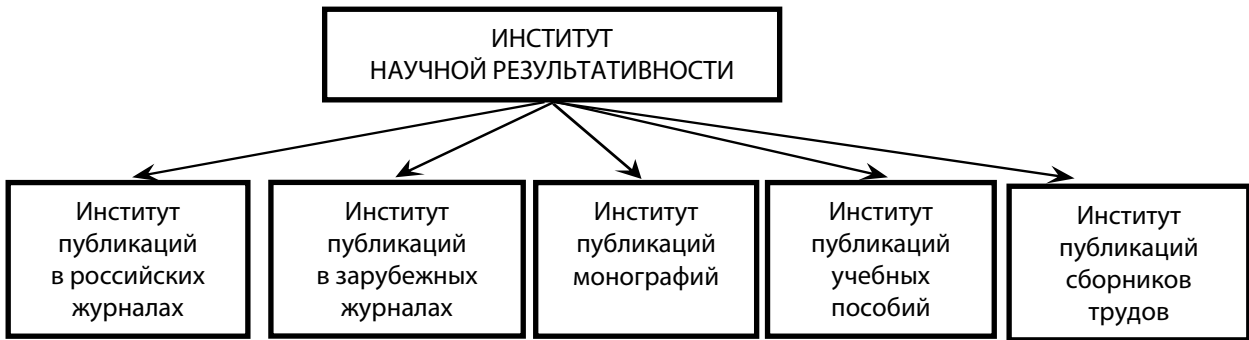 ИНСТИТУТ
НАУЧНОЙ РЕЗУЛЬТАТИВНОСТИ
Институт
публикаций
в российских
журналах
Институт
публикаций
в зарубежных
журналах
Институт
публикаций
монографий
Институт
публикаций
учебных
пособий
Институт
публикаций
сборников
трудов